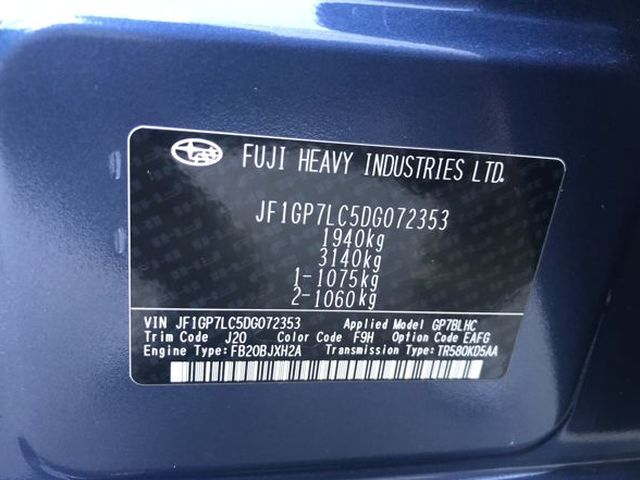 FUJI HEAVY INDUSTRIES LTD.
JF1GP7LC5DG072353
1940kg
3140kg
1-1075kg
2-1060kg
VIN JF1GP7LC5DG072353 Applied Model GP7BLHC
Trim Code J20 Color Code F9H Option Code EAFG
Engine Type:FB20BJXH2A Transmission Type:TR580KD5AA